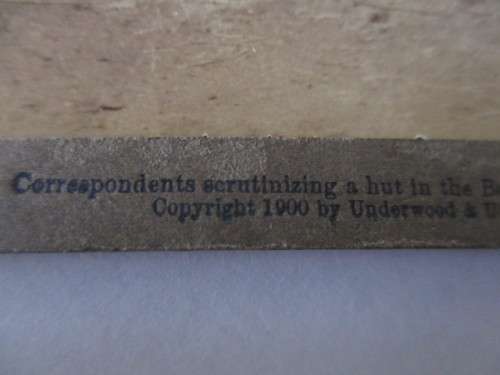 Correspondents scrutinizing a hut in the
Copyright 1900 by Underwood &